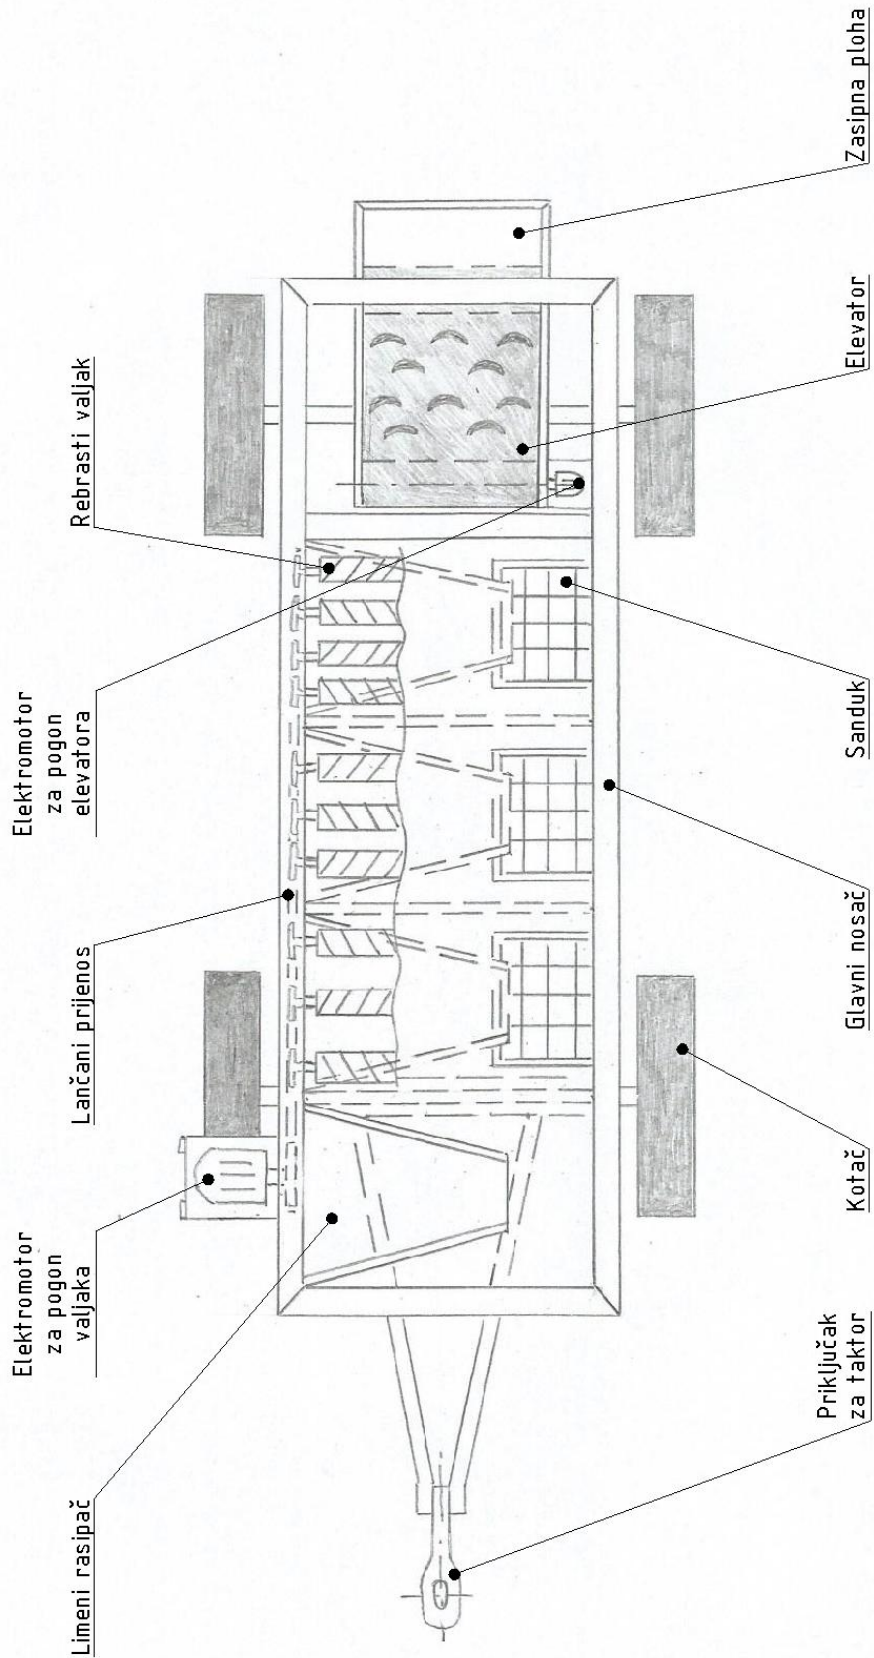 Limeni rasipač
Elektromotor
za pogon
valjaka
Lančani prijenos
Elektromotor
za pogon
elevatora
Rebrasti valjak
Priključak
za taktor
Kotač
Glavni nosač
Sanduk
Elevator
Zasipna ploha